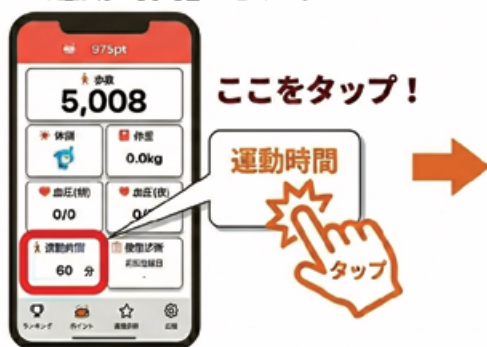 975pt
歩数
5,008
体調
体重
0.0kg
血圧(朝)
血圧(夜)
0/0
運動時間
60 分
ランキング
ポイント
ここをタップ！
運動時間
タップ